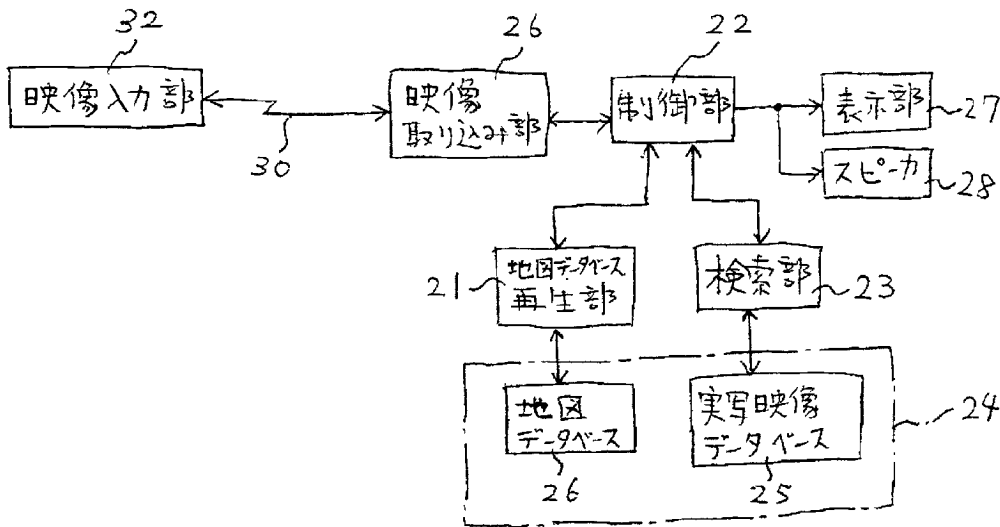 32
映像入力部
30
26
映像
取り込み部
22
制御部
表示部
27
スピーカ
28
21
地図データベース
再生部
検索部
23
24
地図
データベース
26
実写映像
データベース
25